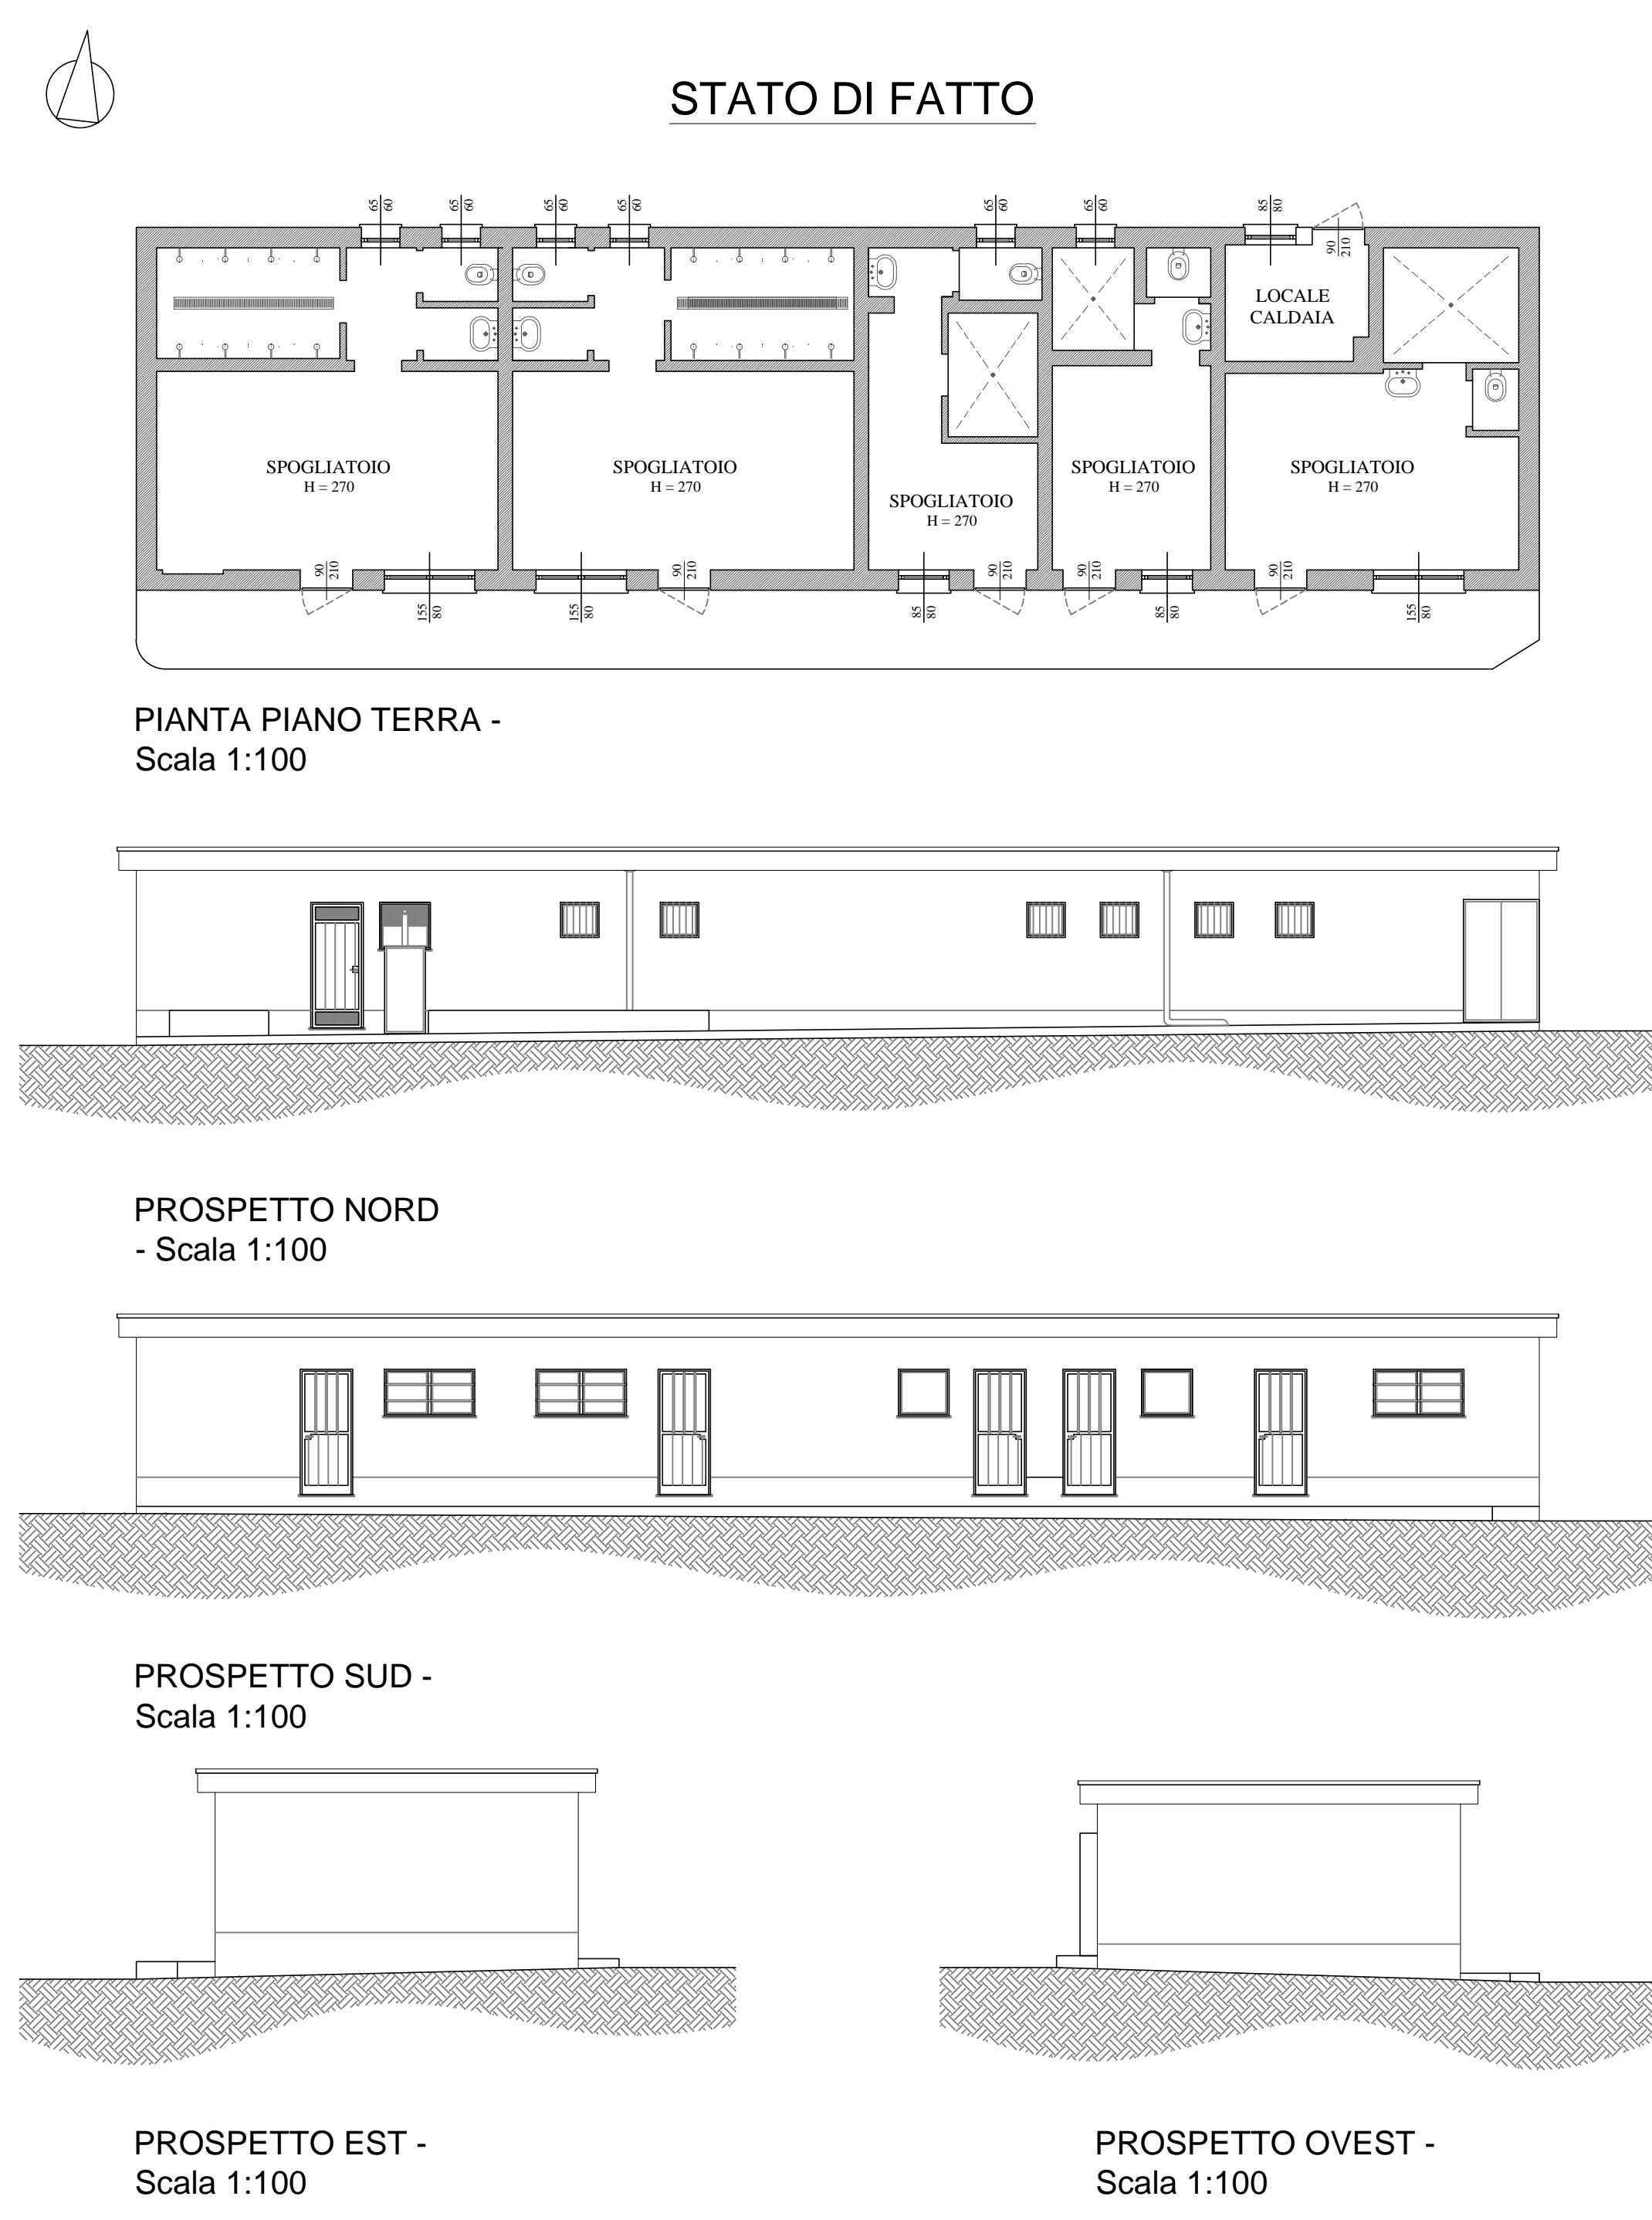 STATO DI FATTO
65
60
65
60
65
60
65
60
65
60
65
60
85
80
90
210
LOCALE
CALDAIA
SPOGLIATOIO
H = 270
SPOGLIATOIO
H = 270
SPOGLIATOIO
H = 270
SPOGLIATOIO
H = 270
SPOGLIATOIO
H = 270
90
210
155
80
155
80
90
210
85
80
90
210
90
210
85
80
90
210
155
80
PIANTA PIANO TERRA -
Scala 1:100
PROSPETTO NORD
- Scala 1:100
PROSPETTO SUD -
Scala 1:100
PROSPETTO EST -
Scala 1:100
PROSPETTO OVEST -
Scala 1:100